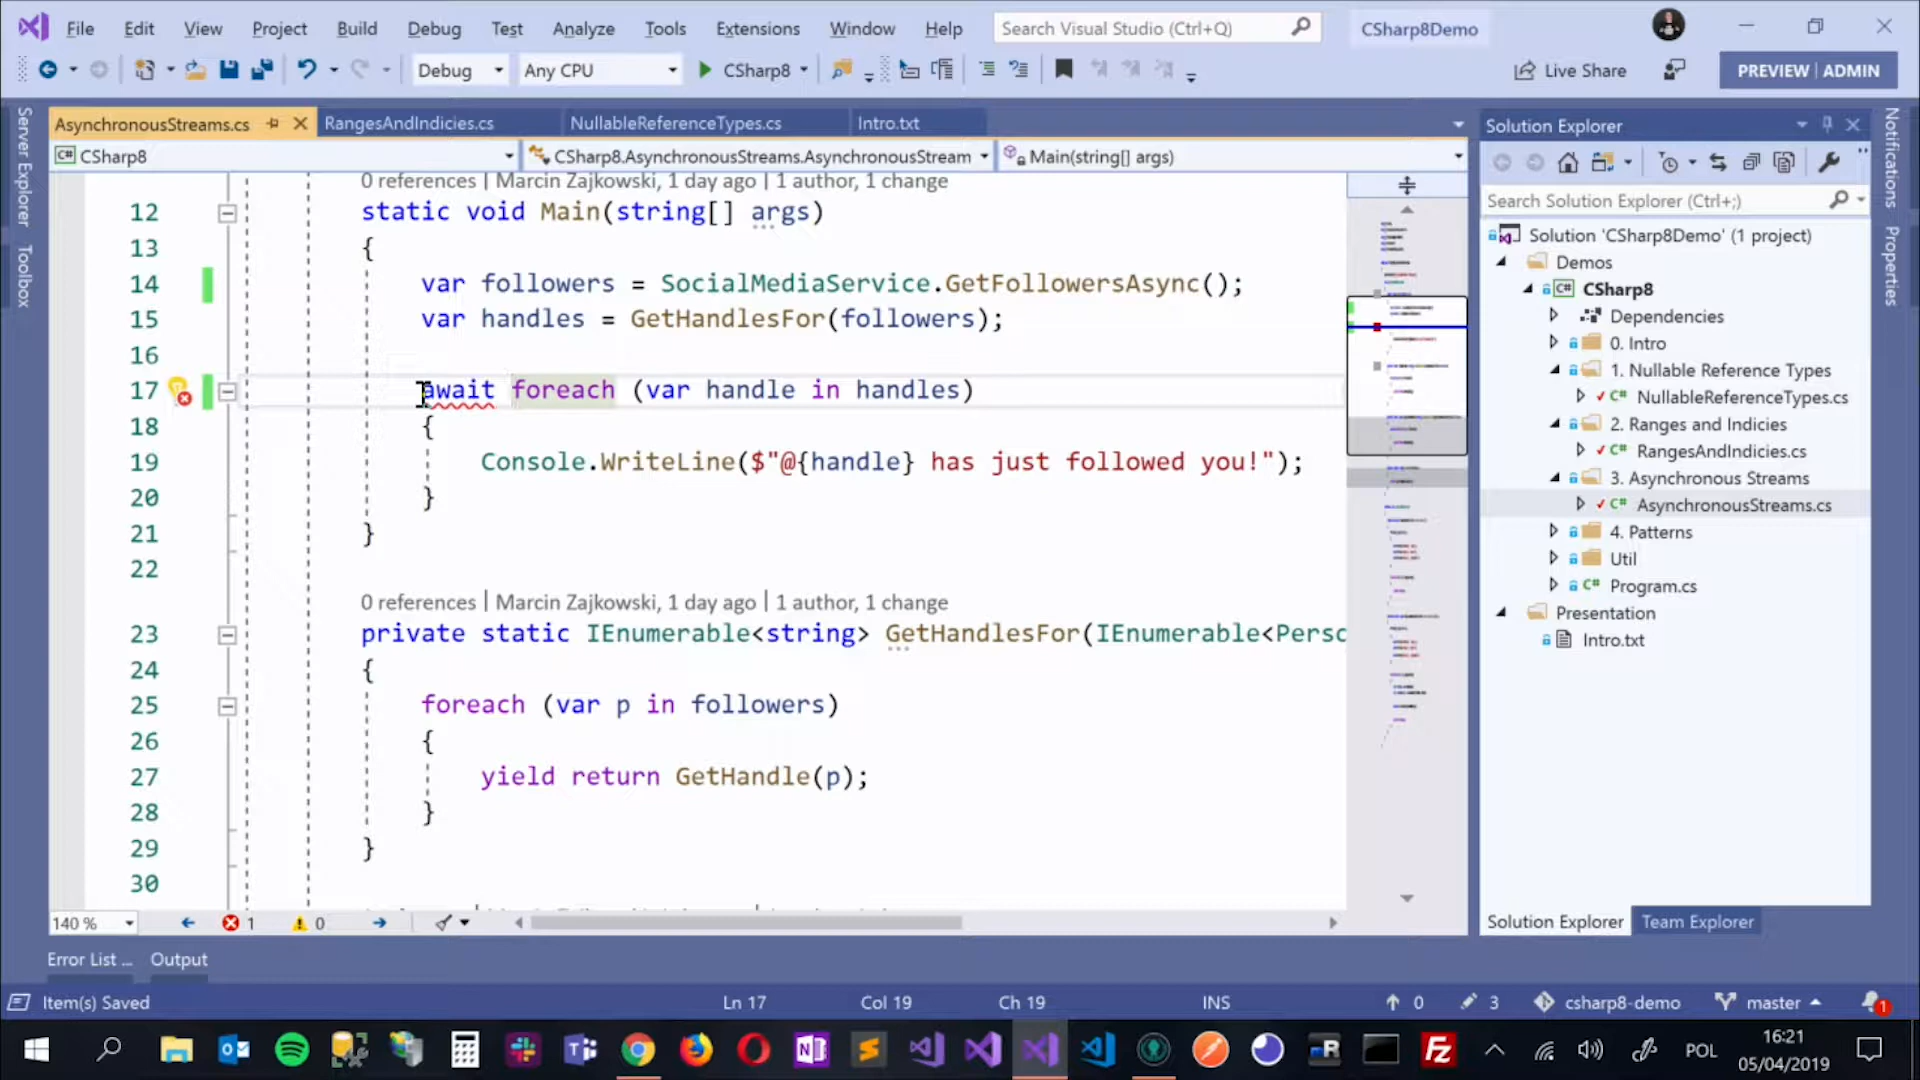 File Edit View Project Build Debug Test Analyze Tools Extensions Window Help Search Visual Studio (Ctrl+Q) CSharp8Demo
Debug Any CPU CSharp8 Live Share PREVIEW ADMIN
Server Explorer
Toolbox
AsynchronousStreams.cs RangesAndIndicies.cs NullableReferenceTypes.cs Intro.txt
C# CSharp8 CSharp8.AsynchronousStreams.AsynchronousStream Main(string[] args)
0 references | Marcin Zajkowski, 1 day ago | 1 author, 1 change
12 static void Main(string[] args)
13 {
14 var followers = SocialMediaService.GetFollowersAsync();
15 var handles = GetHandlesFor(followers);
16
17 await foreach (var handle in handles)
18 {
19 Console.WriteLine($"@{handle} has just followed you!");
20 }
21 }
22
0 references | Marcin Zajkowski, 1 day ago | 1 author, 1 change
23 private static IEnumerable<string> GetHandlesFor(IEnumerable<Perso
24 {
25 foreach (var p in followers)
26 {
27 yield return GetHandle(p);
28 }
29 }
30
140 % 1 0
Solution Explorer
Search Solution Explorer (Ctrl+;)
Solution 'CSharp8Demo' (1 project)
Demos
C# CSharp8
Dependencies
0. Intro
1. Nullable Reference Types
C# NullableReferenceTypes.cs
2. Ranges and Indicies
C# RangesAndIndicies.cs
3. Asynchronous Streams
C# AsynchronousStreams.cs
4. Patterns
Util
C# Program.cs
Presentation
Intro.txt
Solution Explorer Team Explorer
Notifications
Properties
Error List ... Output
Item(s) Saved Ln 17 Col 19 Ch 19 INS 0 3 csharp8-demo master 1
POL 16:21
05/04/2019